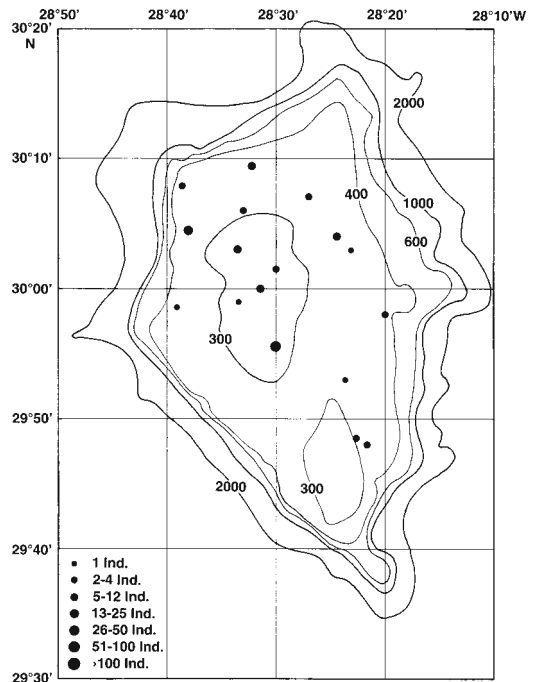 28°50' 28°40' 28°30' 28°20' 28°10'W
30°20'
N
2000
30°10'
400
1000
600
30°00'
300
29°50'
2000
300
29°40'
1 Ind.
2-4 Ind.
5-12 Ind.
13-25 Ind.
26-50 Ind.
51-100 Ind.
>100 Ind.
29°30'